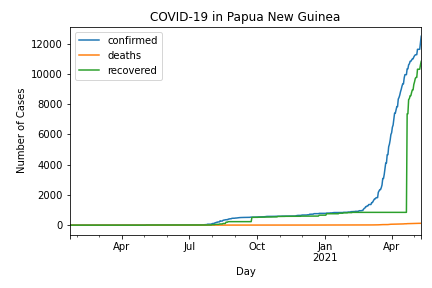 COVID-19 in Papua New Guinea
confirmed
deaths
recovered
Number of Cases
12000
10000
8000
6000
4000
2000
0
Apr
Jul
Oct
Jan
2021
Apr
Day